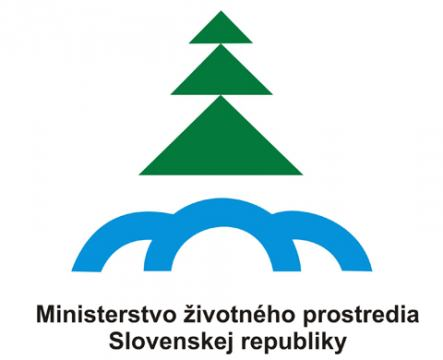 Ministerstvo životného prostredia
Slovenskej republiky